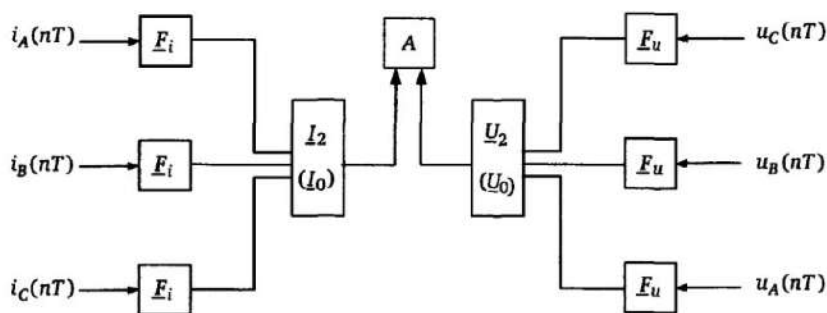 i_A(nT) F_i A F_u u_C(nT)
I_2 U_2
i_B(nT) F_i (I_0) (U_0) F_u u_B(nT)
i_C(nT) F_i F_u u_A(nT)